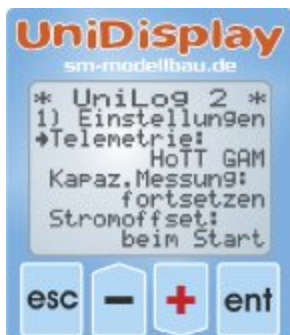 UniDisplay
sm-modellbau.de
* UniLog 2 *
1) Einstellungen
➔Telemetrie:
HoTT GAM
Kapaz.Messung:
fortsetzen
Stromoffset:
beim Start
esc - + ent